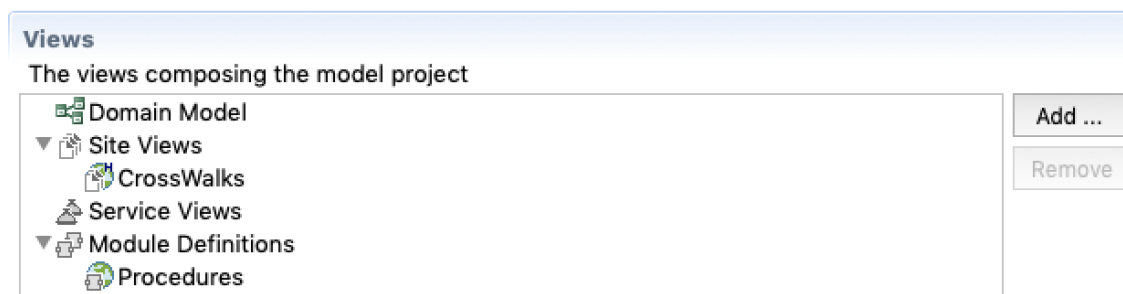 Views
The views composing the model project
Domain Model
Add ...
Site Views
Remove
CrossWalks
Service Views
Module Definitions
Procedures